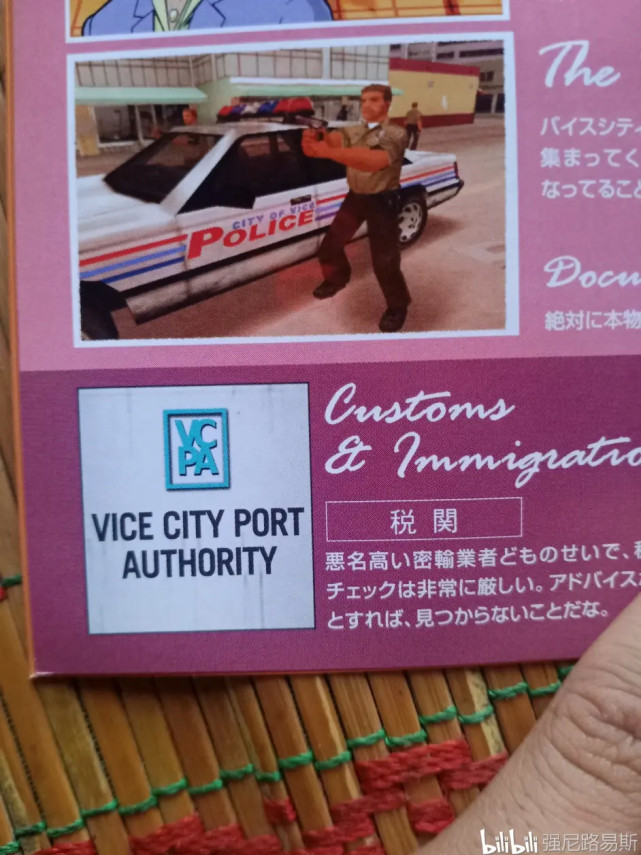 The
バイスシティ
集まってく
なってるこ
CITY OF VICE
POLICE
Docu
絶対に本物
VC
PA
VICE CITY PORT
AUTHORITY
Customs
& Immigratio
税関
悪名高い密輸業者どものせいで、
チェックは非常に厳しい。アドバイス
とすれば、見つからないことだな。
bilibili 强尼路易斯